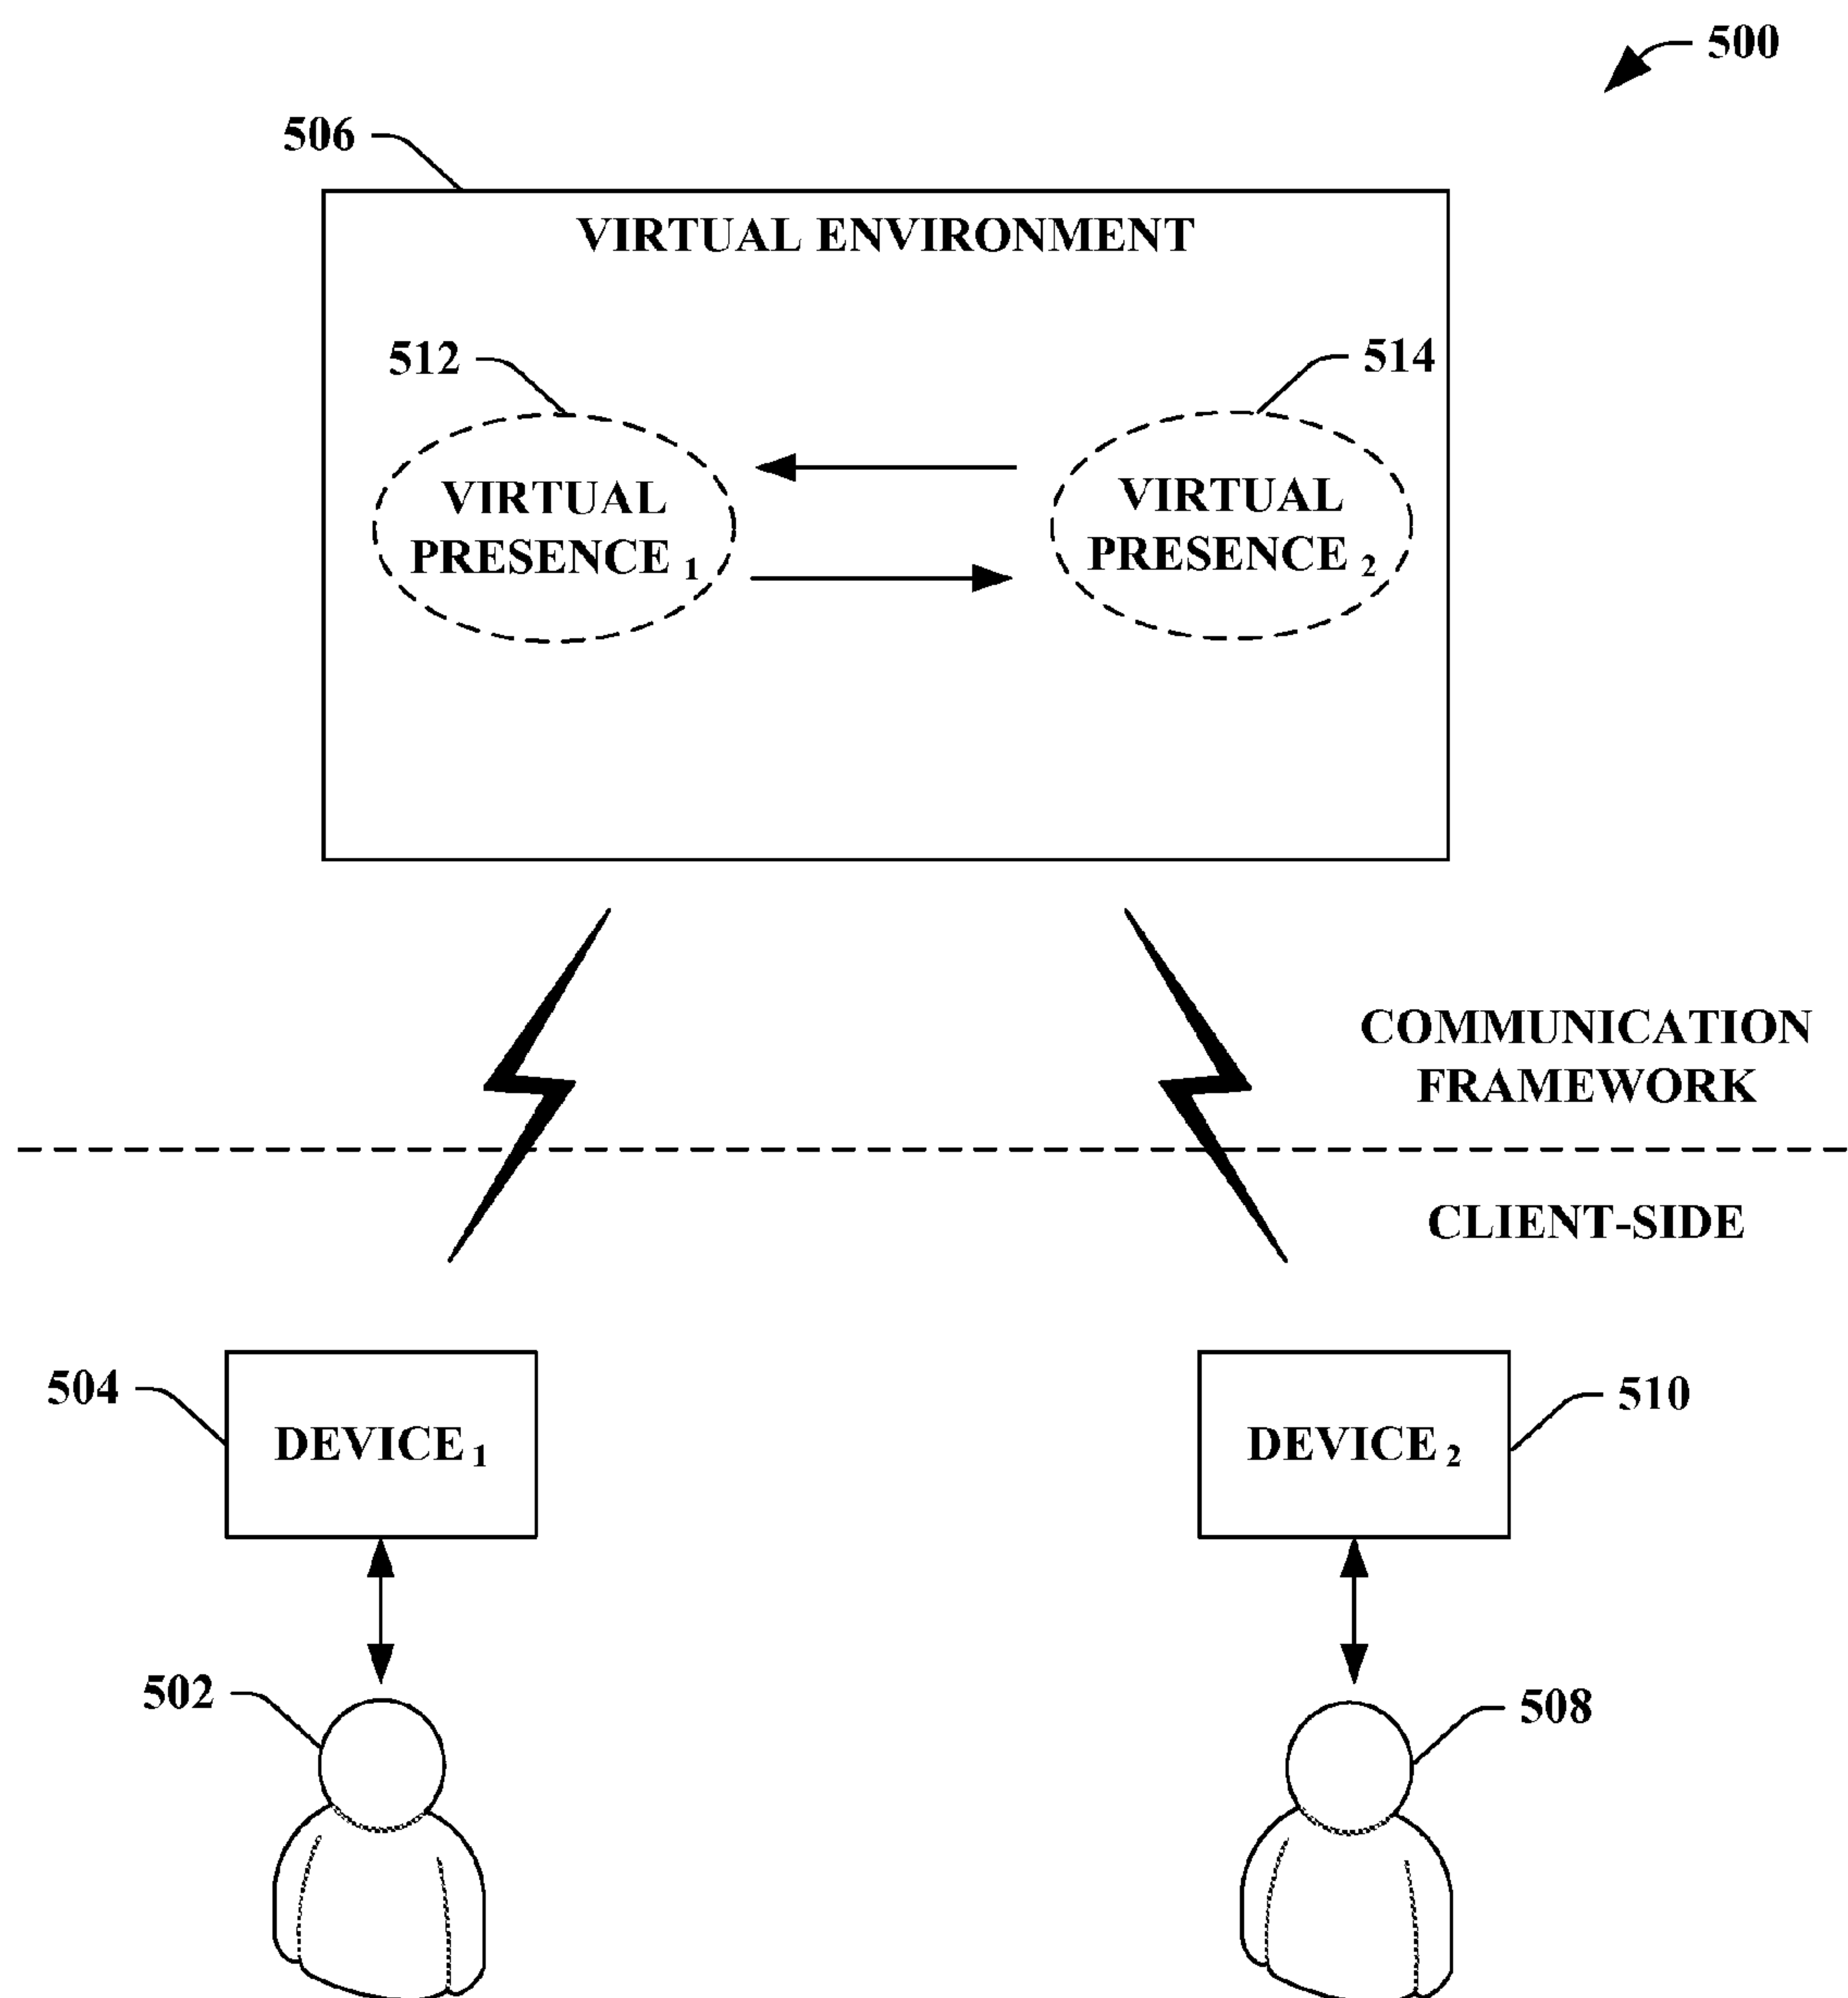 500
506
VIRTUAL ENVIRONMENT
512
514
VIRTUAL
PRESENCE 1
VIRTUAL
PRESENCE 2
COMMUNICATION
FRAMEWORK
CLIENT-SIDE
504
DEVICE 1
DEVICE 2
510
502
508